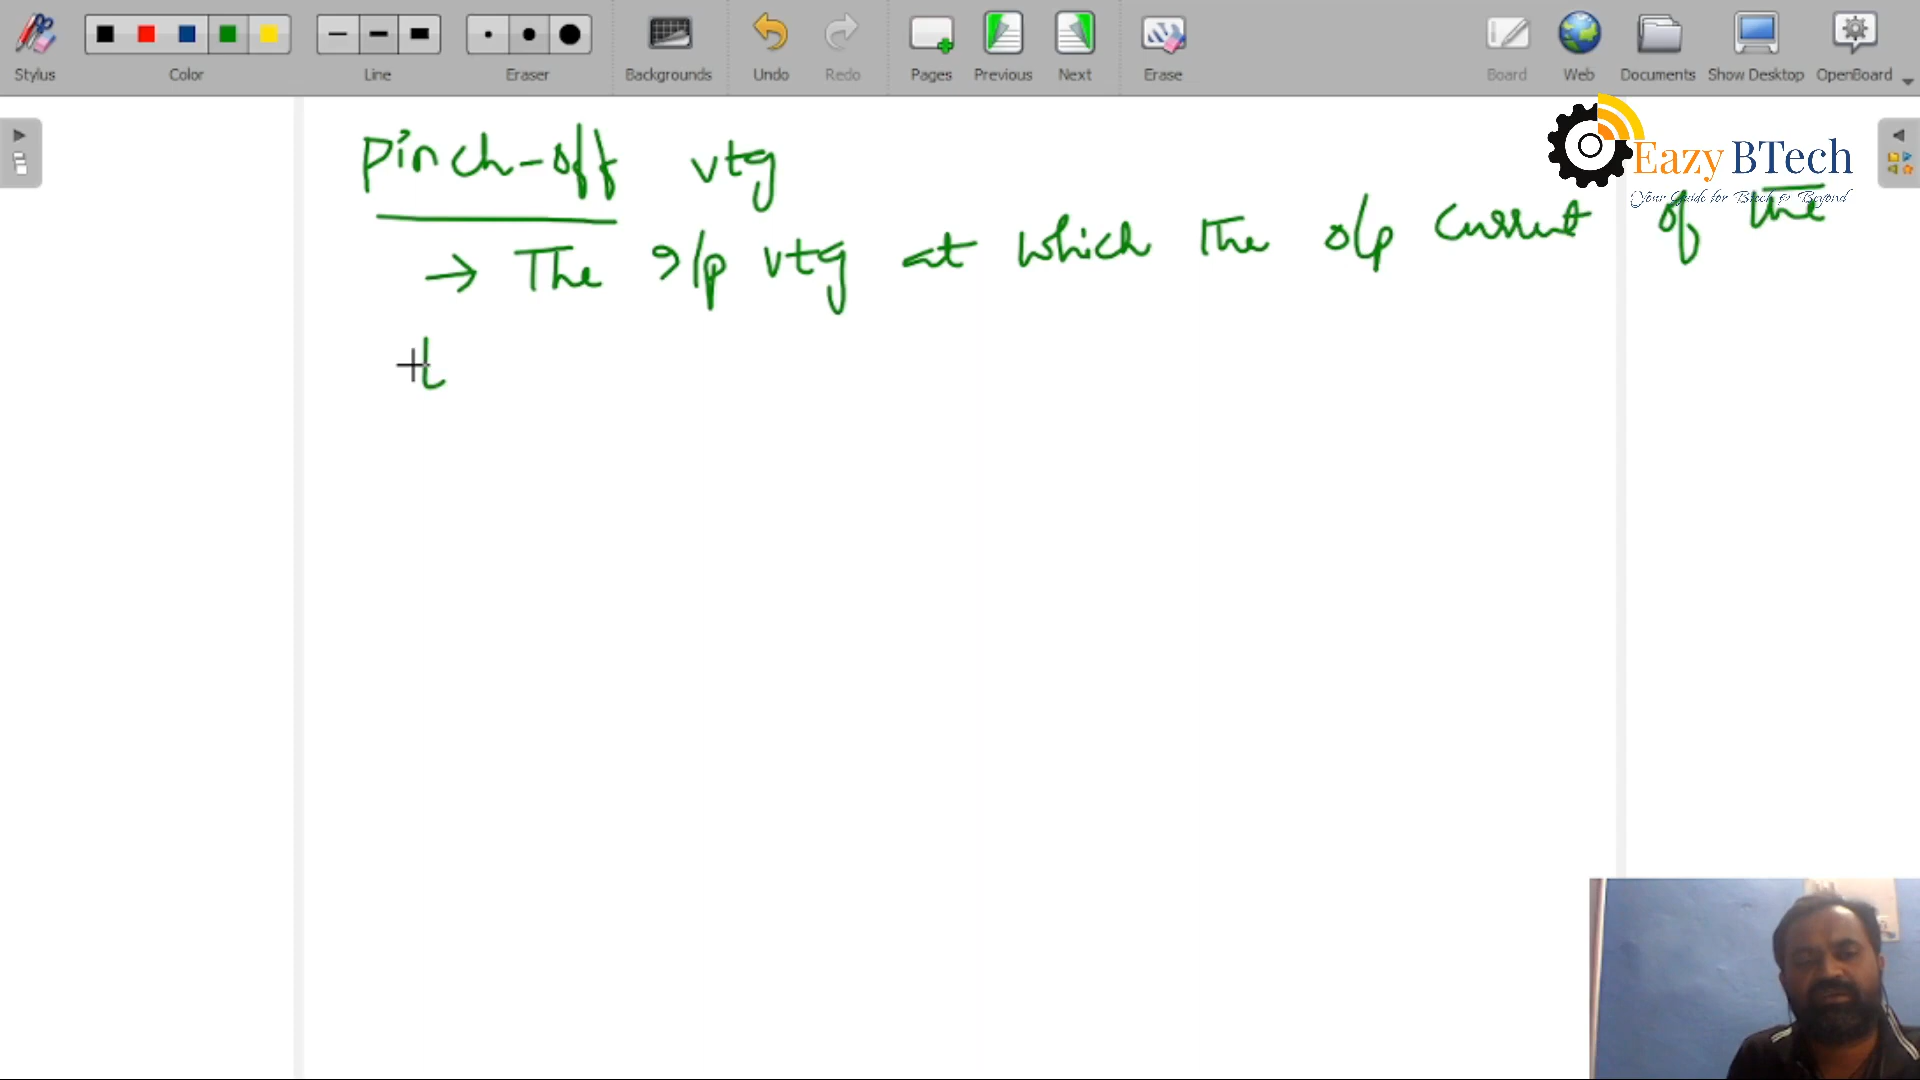 Stylus Color Line Eraser Backgrounds Undo Redo Pages Previous Next Erase Board Web Documents Show Desktop OpenBoard
Eazy BTech
Your Guide for Btech & Beyond
Pinch-off vtg
→ The i/p vtg at which the o/p current of the
t